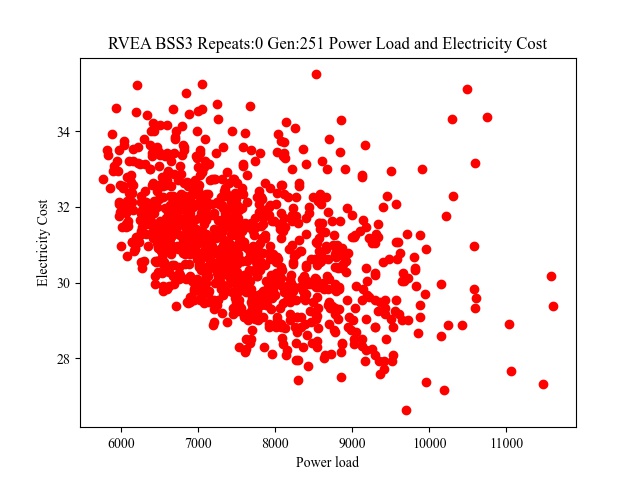 RVEA BSS3 Repeats:0 Gen:251 Power Load and Electricity Cost
34
32
30
28
Electricity Cost
6000 7000 8000 9000 10000 11000
Power load